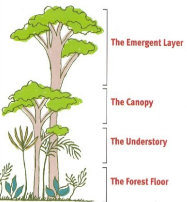 The Emergent Layer
The Canopy
The Understory
The Forest Floor